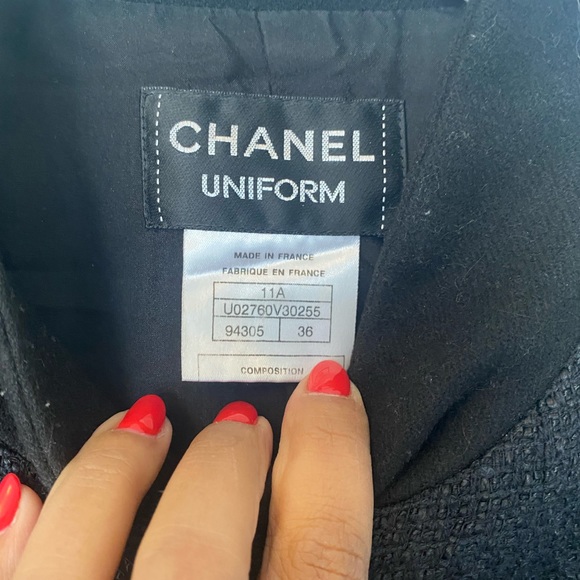 CHANEL
UNIFORM
MADE IN FRANCE
FABRIQUE EN FRANCE
11A
U02760V30255
94305 36
COMPOSITION